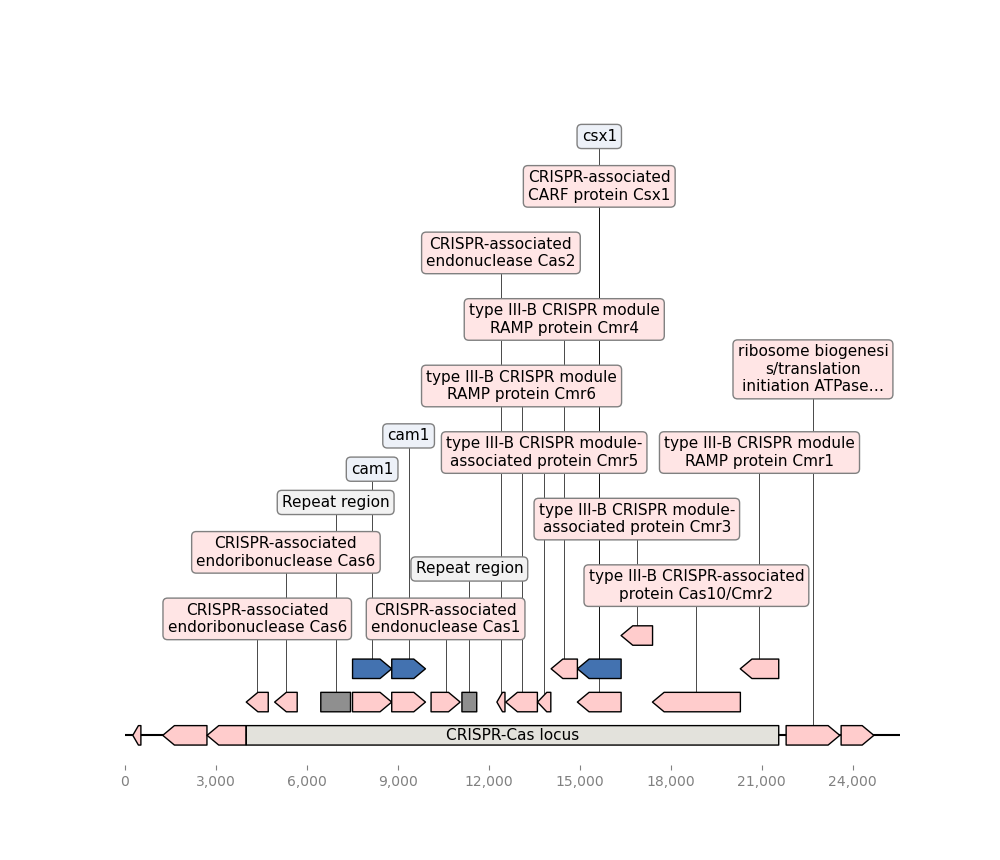 csx1
CRISPR-associated
CARF protein Csx1
CRISPR-associated
endonuclease Cas2
type III-B CRISPR module
RAMP protein Cmr4
ribosome biogenesi
s/translation
initiation ATPase…
type III-B CRISPR module
RAMP protein Cmr6
cam1
type III-B CRISPR module-
associated protein Cmr5
type III-B CRISPR module
RAMP protein Cmr1
cam1
Repeat region
type III-B CRISPR module-
associated protein Cmr3
CRISPR-associated
endoribonuclease Cas6
Repeat region
type III-B CRISPR-associated
protein Cas10/Cmr2
CRISPR-associated
endoribonuclease Cas6
CRISPR-associated
endonuclease Cas1
CRISPR-Cas locus
0 3,000 6,000 9,000 12,000 15,000 18,000 21,000 24,000